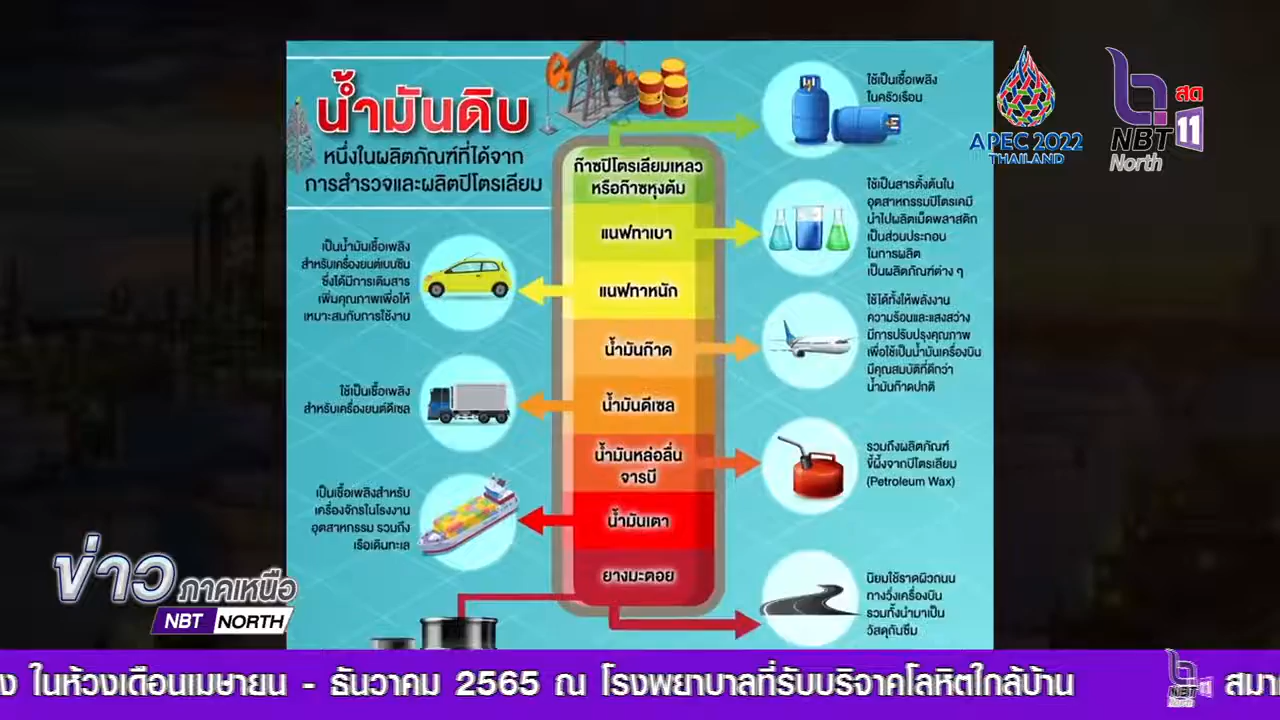 น้ำมันดิบ
หนึ่งในผลิตภัณฑ์ที่ได้จาก
การสำรวจและผลิตปิโตรเลียม
ก๊าซปิโตรเลียมเหลว
หรือก๊าซหุงต้ม
ใช้เป็นเชื้อเพลิง
ในครัวเรือน
แนฟทาเบา
ใช้เป็นสารตั้งต้นใน
อุตสาหกรรมปิโตรเคมี
นำไปผลิตเม็ดพลาสติก
เป็นส่วนประกอบ
ในการผลิต
เป็นผลิตภัณฑ์ต่าง ๆ
แนฟทาหนัก
เป็นน้ำมันเชื้อเพลิง
สำหรับเครื่องยนต์เบนซิน
ซึ่งได้มีการเติมสาร
เพิ่มคุณภาพเพื่อให้
เหมาะสมกับการใช้งาน
น้ำมันก๊าด
ใช้ได้ทั้งให้พลังงาน
ความร้อนและแสงสว่าง
มีการปรับปรุงคุณภาพ
เพื่อใช้เป็นน้ำมันเครื่องบิน
มีคุณสมบัติที่ดีกว่า
น้ำมันก๊าดปกติ
น้ำมันดีเซล
ใช้เป็นเชื้อเพลิง
สำหรับเครื่องยนต์ดีเซล
น้ำมันหล่อลื่น
จารบี
รวมถึงผลิตภัณฑ์
ขี้ผึ้งจากปิโตรเลียม
(Petroleum Wax)
น้ำมันเตา
เป็นเชื้อเพลิงสำหรับ
เครื่องจักรในโรงงาน
อุตสาหกรรม รวมถึง
เรือเดินทะเล
ยางมะตอย
นิยมใช้ราดผิวถนน
ทางวิ่งเครื่องบิน
รวมทั้งนำมาเป็น
วัสดุกันซึม
APEC 2022
THAILAND
สด
NBT 11
North
ข่าว ภาคเหนือ
NBT NORTH
ง ในห้วงเดือนเมษายน - ธันวาคม 2565 ณ โรงพยาบาลที่รับบริจาคโลหิตใกล้บ้าน
NBT 11
North
สมา